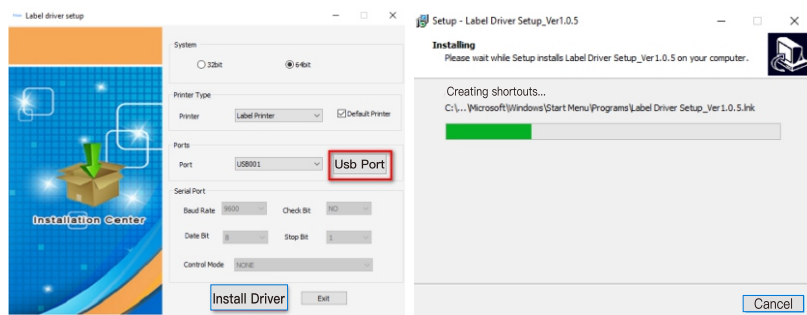 Label driver setup
System
32bit
64bit
Printer Type
Printer
Label Printer
Default Printer
Ports
Port
USB001
Usb Port
Serial Port
Baud Rate
9600
Check Bit
NO
Date Bit
8
Stop Bit
1
Control Mode
NONE
Install Driver
Exit
Installation Center
Setup - Label Driver Setup_Ver1.0.5
Installing
Please wait while Setup installs Label Driver Setup_Ver1.0.5 on your computer.
Creating shortouts...
C:\...\Microsoft\Windows\Start Menu\Programs\Label Driver Setup_Ver1.0.5.lnk
Cancel